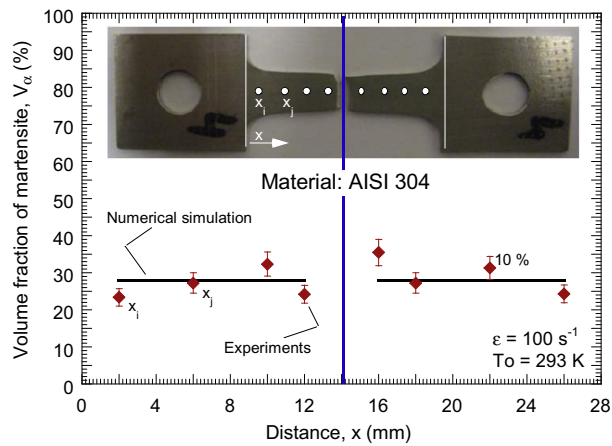 Volume fraction of martensite, Vα (%)
100
90
80
70
60
50
40
30
20
10
0
xi
xj
x
Material: AISI 304
Numerical simulation
10 %
xi
xj
Experiments
ε = 100 s⁻¹
To = 293 K
0 4 6 8 10 12 14 16 18 20 22 24 26 28
Distance, x (mm)